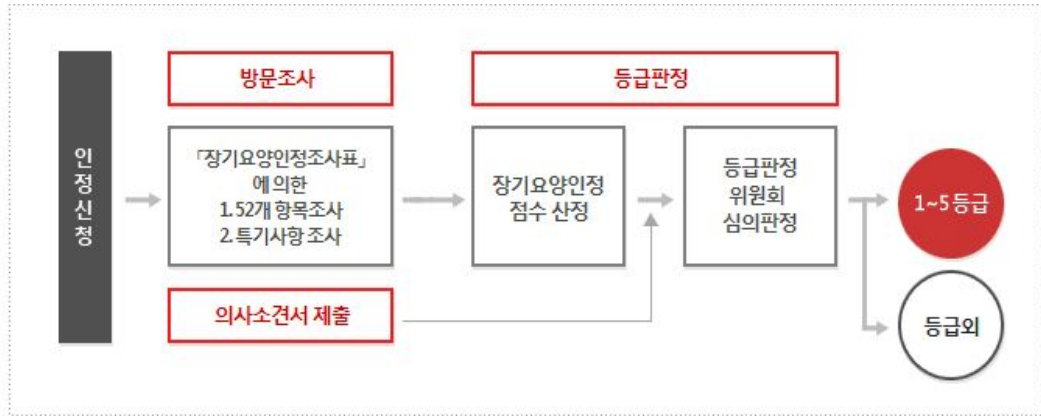 인정신청
방문조사
등급판정
「장기요양인정조사표」
에 의한
1. 52개 항목조사
2. 특기사항 조사
장기요양인정
점수 산정
등급판정
위원회
심의판정
1~5등급
의사소견서 제출
등급외